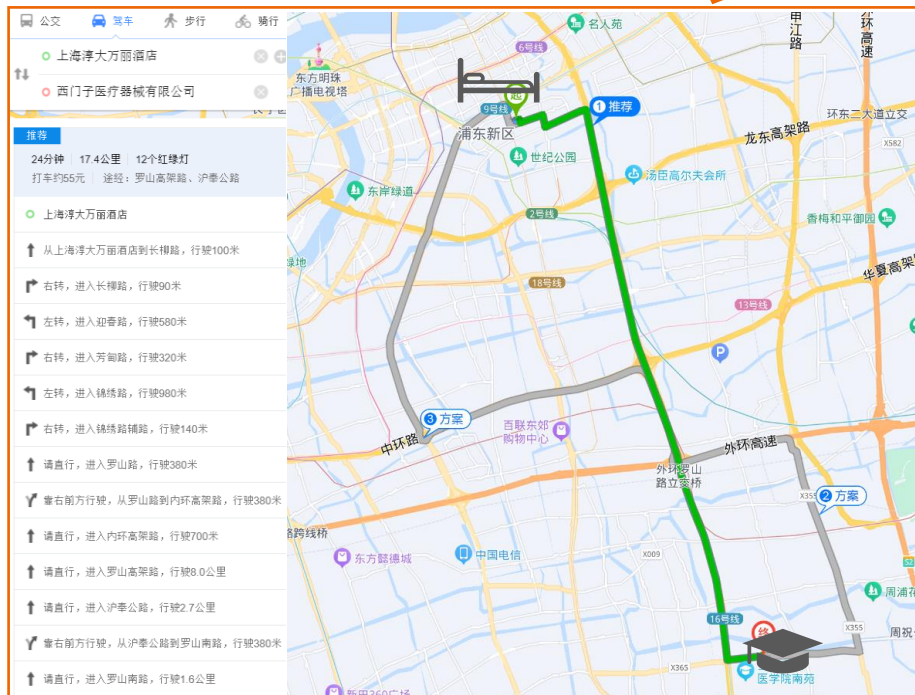 公交
驾车
步行
骑行
上海淳大万丽酒店
西门子医疗器械有限公司
推荐
24分钟 | 17.4公里 | 12个红绿灯
打车约55元 | 途经：罗山高架路、沪奉公路
上海淳大万丽酒店
从上海淳大万丽酒店到长柳路，行驶100米
右转，进入长柳路，行驶90米
左转，进入迎春路，行驶580米
右转，进入芳甸路，行驶320米
左转，进入锦绣路，行驶980米
右转，进入锦绣路辅路，行驶140米
请直行，进入罗山路，行驶380米
靠右前方行驶，从罗山路到内环高架路，行驶380米
请直行，进入内环高架路，行驶700米
请直行，进入罗山高架路，行驶8.0公里
请直行，进入沪奉公路，行驶2.7公里
靠右前方行驶，从沪奉公路到罗山南路，行驶380米
请直行，进入罗山南路，行驶1.6公里
名人苑
甲江路
外环高速
6号线
东方明珠
广播电视塔
起
9号线
1 推荐
浦东新区
环东二大道立交
龙东高架路
X582
世纪公园
汤臣高尔夫会所
东岸绿道
2号线
香梅和平御园
绿地
华夏高架
18号线
13号线
P
3 方案
中环路
百联东郊
购物中心
外环高速
外环罗山
路立交桥
X355
2 方案
路跨线桥
东方懿德城
中国电信
X009
S2
周浦花
16号线
终
X355
周祝
X365
医学院南苑
新田360广场